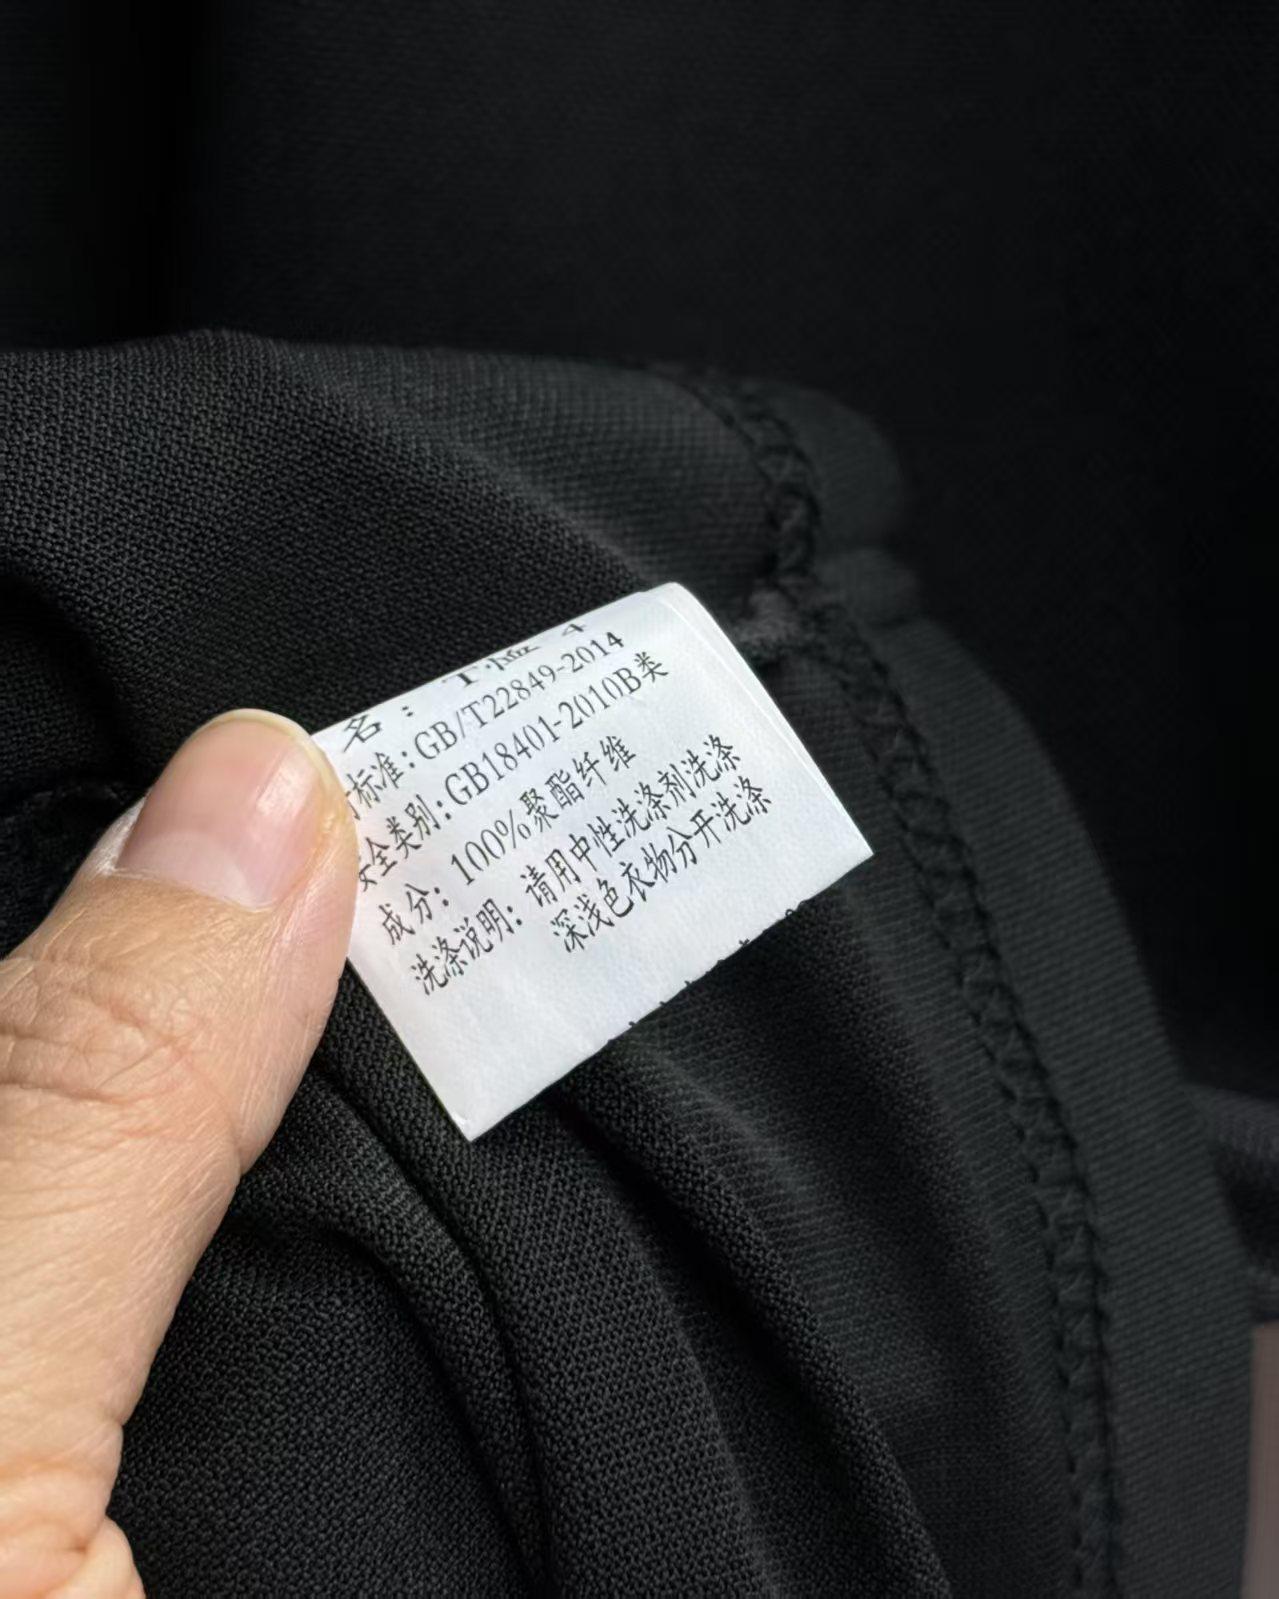 名：
标准:GB/T22849-2014
安全类别:GB18401-2010B类
成分：100%聚酯纤维
洗涤说明：请用中性洗涤剂洗涤
深浅色衣物分开洗涤